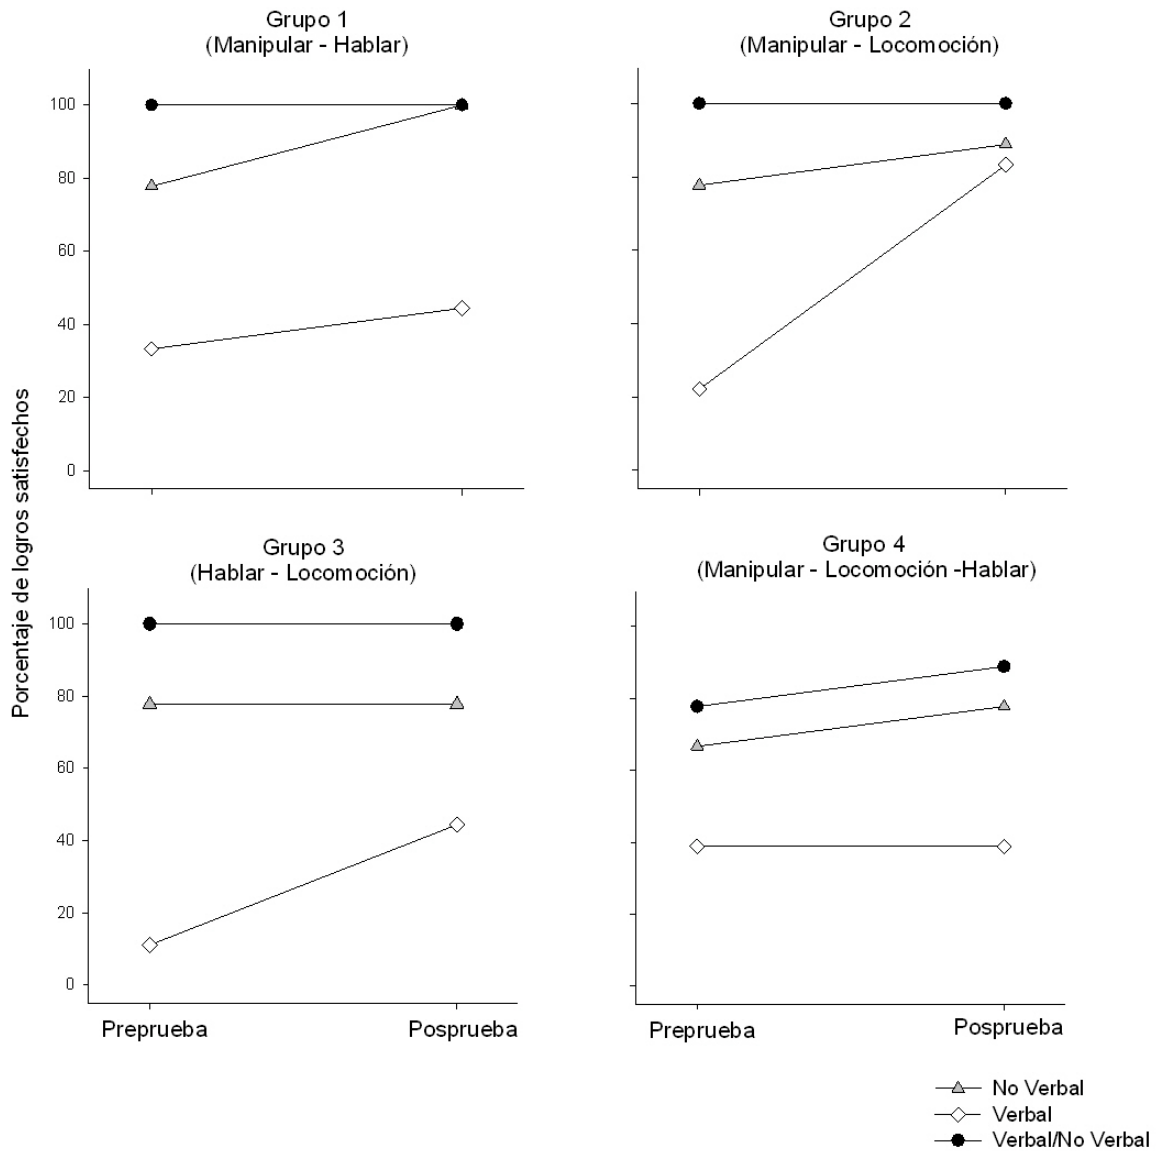 Grupo 1
(Manipular - Hablar)
Grupo 2
(Manipular - Locomoción)
100
80
60
40
20
0
Porcentaje de logros satisfechos
Grupo 3
(Hablar - Locomoción)
Grupo 4
(Manipular - Locomoción -Hablar)
100
80
60
40
20
0
Preprueba
Posprueba
Preprueba
Posprueba
No Verbal
Verbal
Verbal/No Verbal